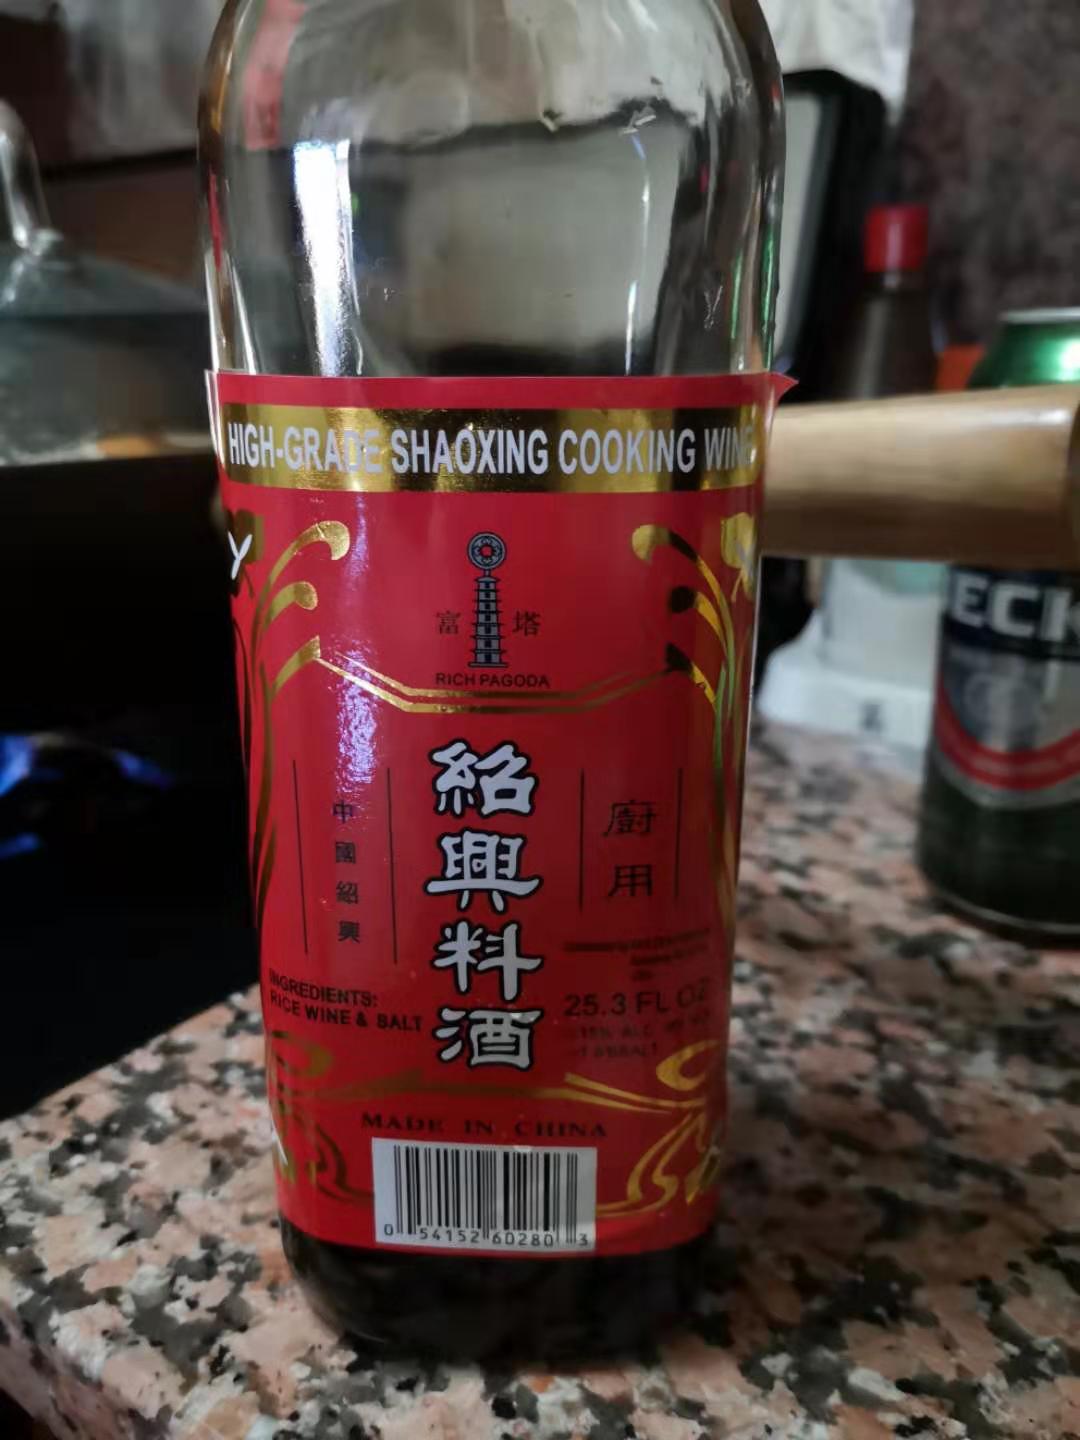 HIGH-GRADE SHAOXING COOKING WINE
富 塔
RICH PAGODA
紹興料酒
中國紹興
廚用
INGREDIENTS:
RICE WINE & SALT
25.3 FL OZ
MADE IN CHINA
0 54152 60280 3
ECK